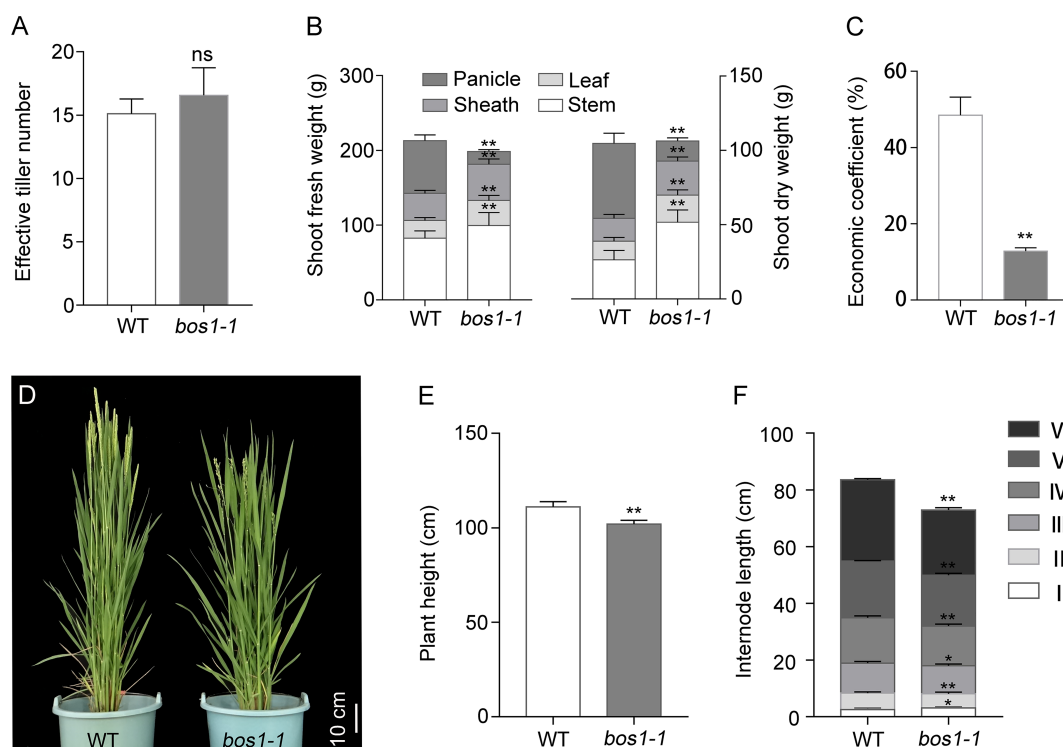 A
Effective tiller number
20
15
10
5
0
ns
WT
bos1-1
B
Shoot fresh weight (g)
300
200
100
0
Panicle
Leaf
Sheath
Stem
**
**
**
**
**
**
**
**
WT
bos1-1
WT
bos1-1
150
100
50
0
Shoot dry weight (g)
C
Economic coefficient (%)
60
40
20
0
**
WT
bos1-1
D
WT
bos1-1
10 cm
E
Plant height (cm)
150
100
50
0
**
WT
bos1-1
F
Internode length (cm)
100
80
60
40
20
0
**
**
**
*
**
*
WT
bos1-1
I